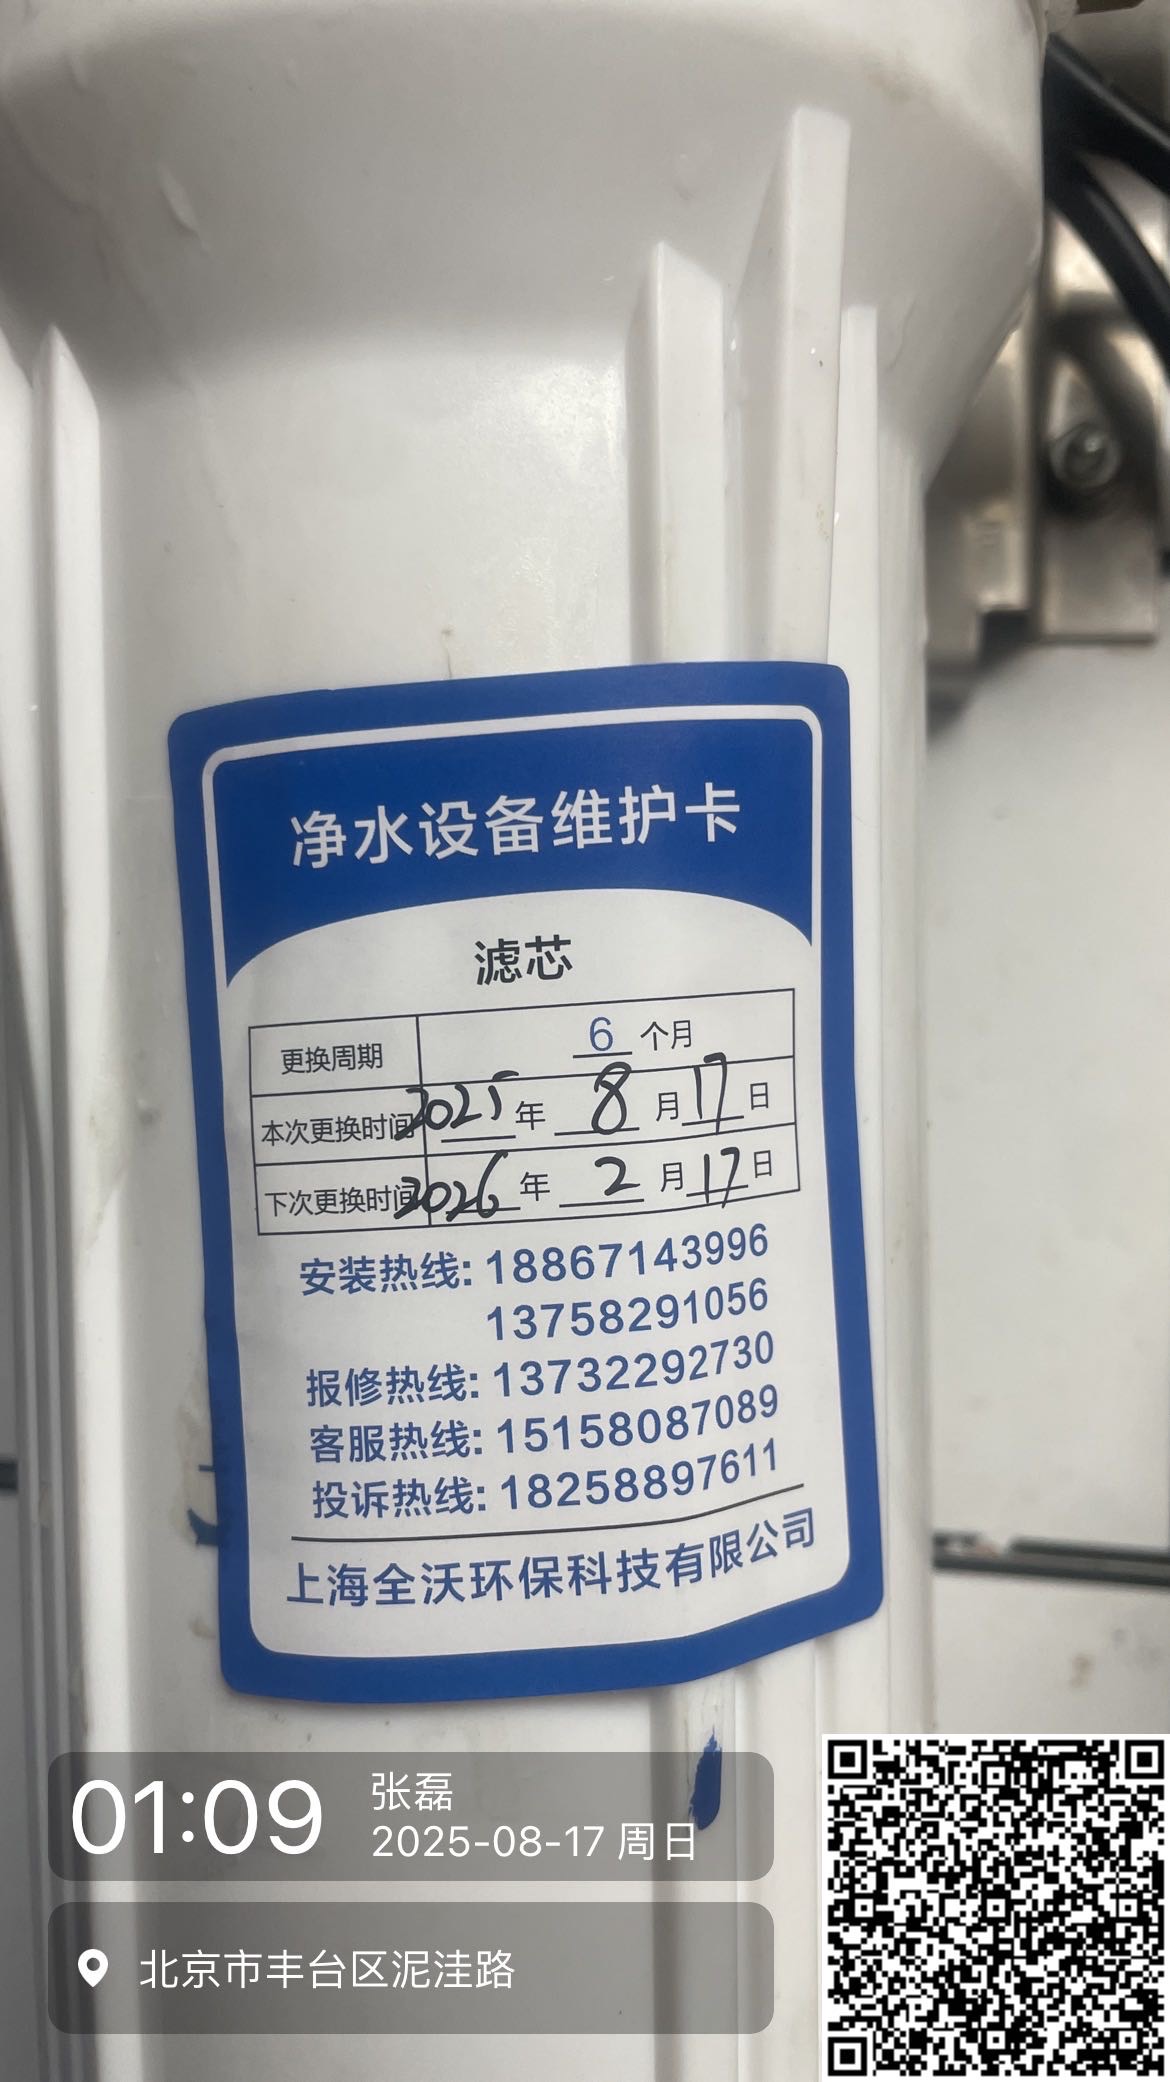 净水设备维护卡
滤芯
更换周期 6 个月
本次更换时间 2025 年 8 月 17 日
下次更换时间 2026 年 2 月 17 日
安装热线: 18867143996
13758291056
报修热线: 13732292730
客服热线: 15158087089
投诉热线: 18258897611
上海全沃环保科技有限公司
01:09
张磊
2025-08-17 周日
北京市丰台区泥洼路